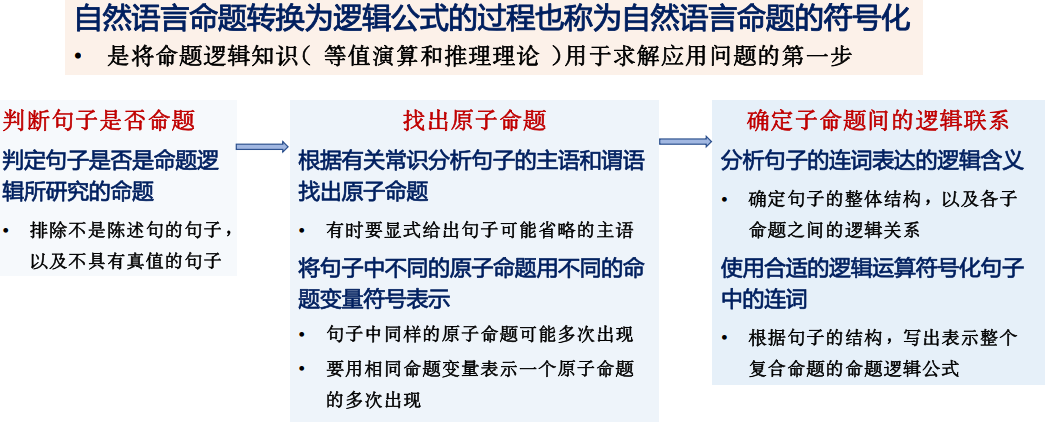 自然语言命题转换为逻辑公式的过程也称为自然语言命题的符号化
• 是将命题逻辑知识( 等值演算和推理理论 )用于求解应用问题的第一步
判断句子是否命题
判定句子是否是命题逻
辑所研究的命题
• 排除不是陈述句的句子，
以及不具有真值的句子
找出原子命题
根据有关常识分析句子的主语和谓语
找出原子命题
• 有时要显式给出句子可能省略的主语
将句子中不同的原子命题用不同的命
题变量符号表示
• 句子中同样的原子命题可能多次出现
• 要用相同命题变量表示一个原子命题
的多次出现
确定子命题间的逻辑联系
分析句子的连词表达的逻辑含义
• 确定句子的整体结构，以及各子
命题之间的逻辑关系
使用合适的逻辑运算符号化句子
中的连词
• 根据句子的结构，写出表示整个
复合命题的命题逻辑公式